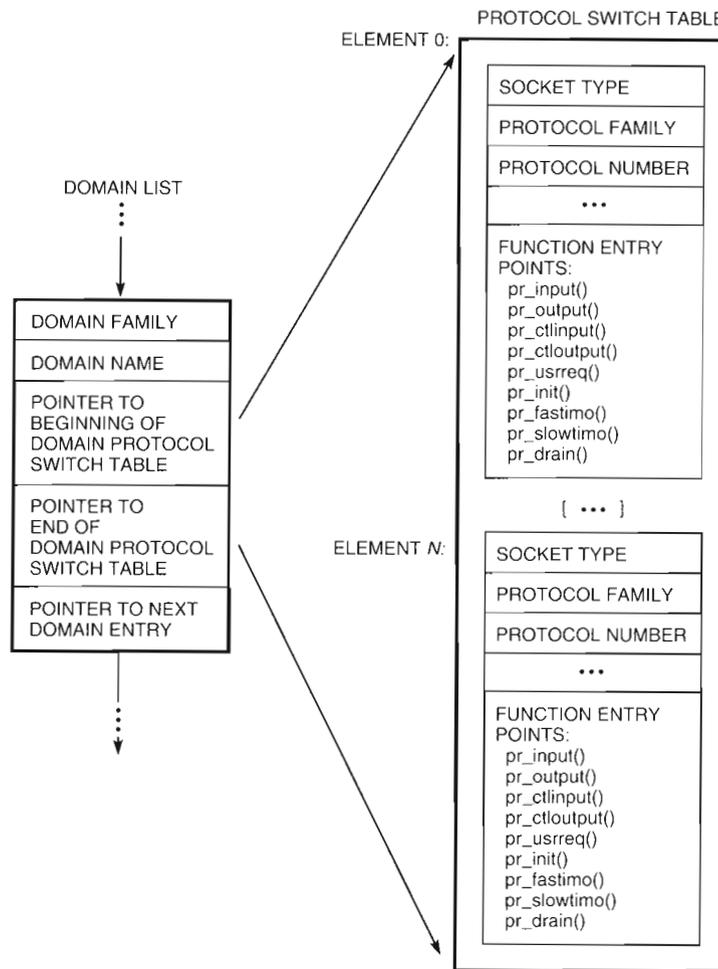 PROTOCOL SWITCH TABLE
ELEMENT 0:
SOCKET TYPE
PROTOCOL FAMILY
PROTOCOL NUMBER
•••
FUNCTION ENTRY
POINTS:
pr_input()
pr_output()
pr_ctlinput()
pr_ctloutput()
pr_usrreq()
pr_init()
pr_fastimo()
pr_slowtimo()
pr_drain()
{ ••• }
ELEMENT N:
SOCKET TYPE
PROTOCOL FAMILY
PROTOCOL NUMBER
•••
FUNCTION ENTRY
POINTS:
pr_input()
pr_output()
pr_ctlinput()
pr_ctloutput()
pr_usrreq()
pr_init()
pr_fastimo()
pr_slowtimo()
pr_drain()
DOMAIN LIST
DOMAIN FAMILY
DOMAIN NAME
POINTER TO
BEGINNING OF
DOMAIN PROTOCOL
SWITCH TABLE
POINTER TO
END OF
DOMAIN PROTOCOL
SWITCH TABLE
POINTER TO NEXT
DOMAIN ENTRY